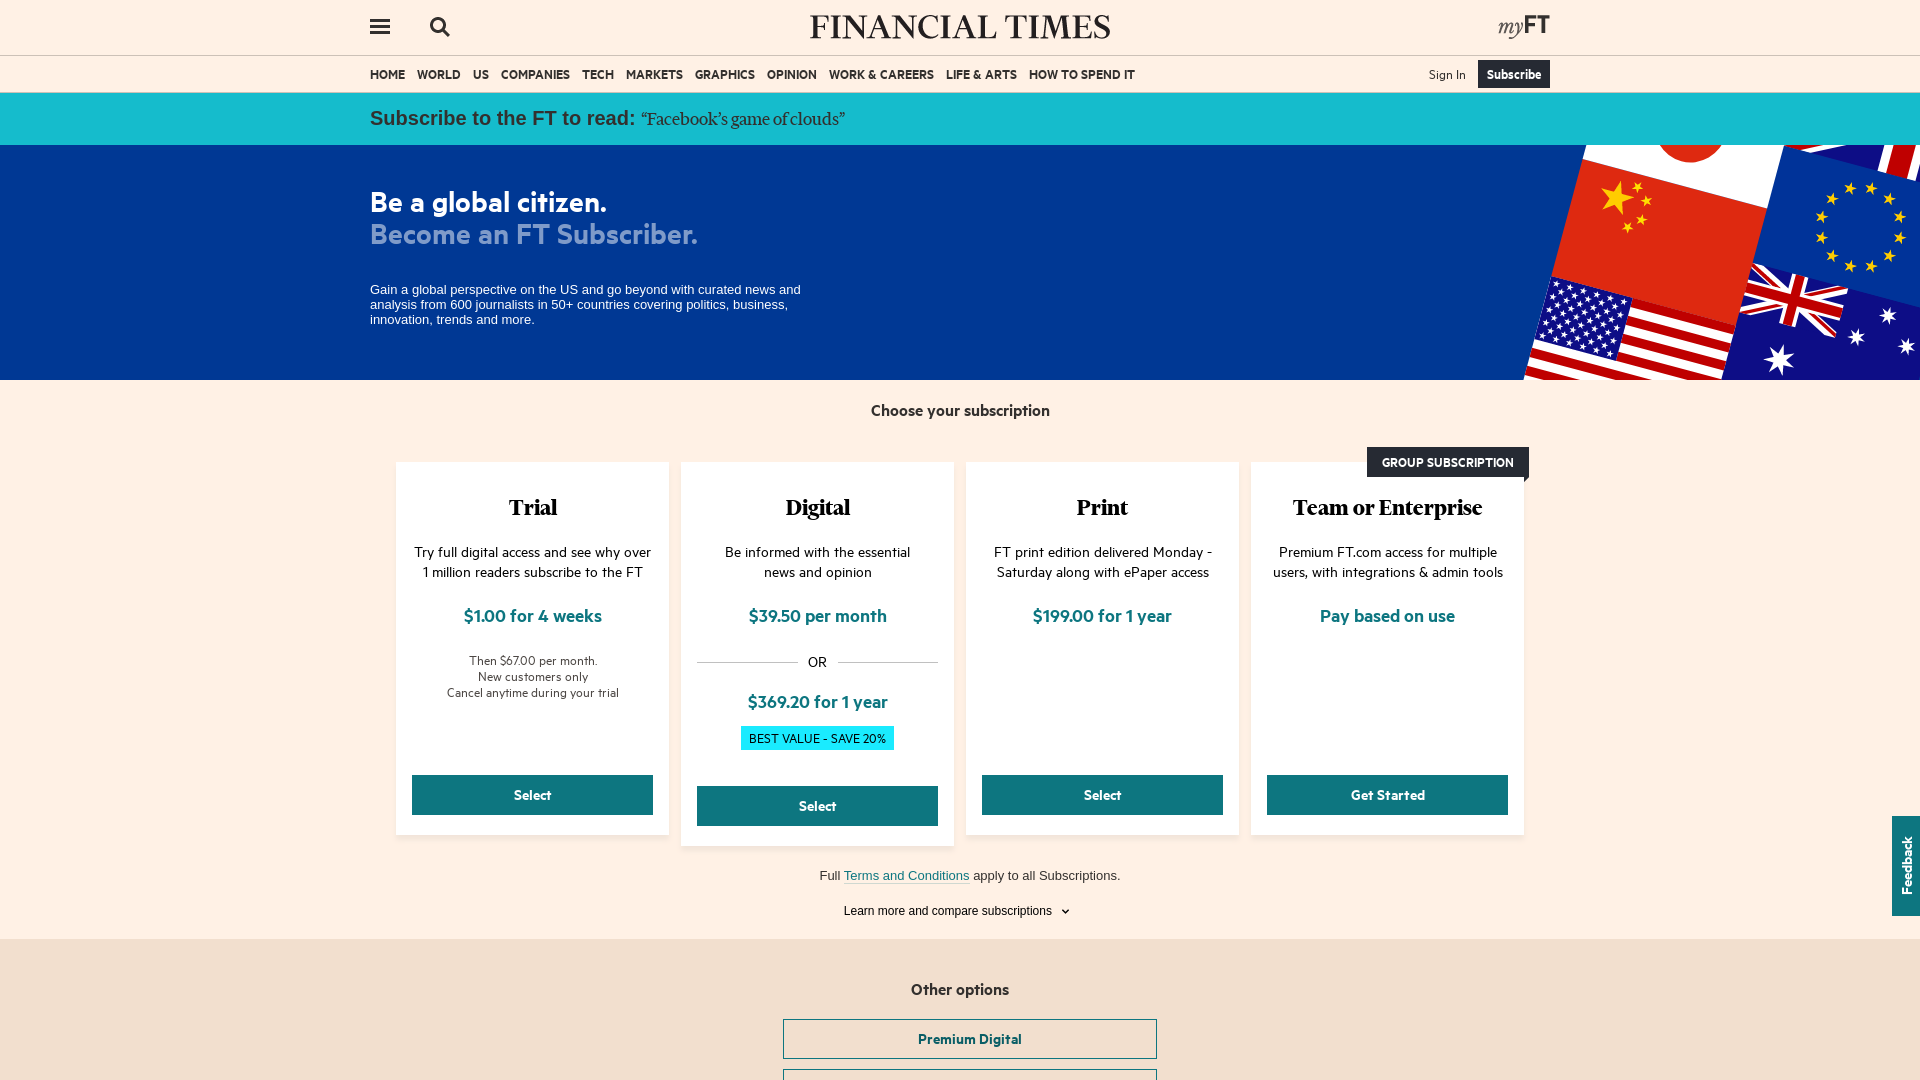 FINANCIAL TIMES
myFT
HOME WORLD US COMPANIES TECH MARKETS GRAPHICS OPINION WORK & CAREERS LIFE & ARTS HOW TO SPEND IT
Sign In Subscribe
Subscribe to the FT to read: “Facebook’s game of clouds”
Be a global citizen.
Become an FT Subscriber.
Gain a global perspective on the US and go beyond with curated news and
analysis from 600 journalists in 50+ countries covering politics, business,
innovation, trends and more.
Choose your subscription
Trial
Try full digital access and see why over
1 million readers subscribe to the FT
$1.00 for 4 weeks
Then $67.00 per month.
New customers only
Cancel anytime during your trial
Select
Digital
Be informed with the essential
news and opinion
$39.50 per month
OR
$369.20 for 1 year
BEST VALUE - SAVE 20%
Select
Print
FT print edition delivered Monday -
Saturday along with ePaper access
$199.00 for 1 year
Select
GROUP SUBSCRIPTION
Team or Enterprise
Premium FT.com access for multiple
users, with integrations & admin tools
Pay based on use
Get Started
Feedback
Full Terms and Conditions apply to all Subscriptions.
Learn more and compare subscriptions
Other options
Premium Digital